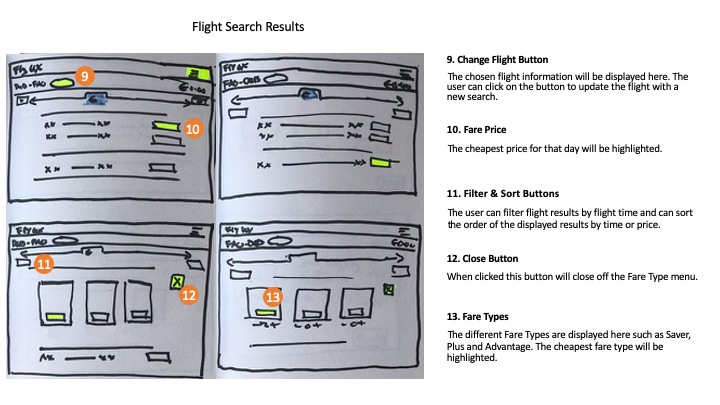 Flight Search Results
9. Change Flight Button
The chosen flight information will be displayed here. The
user can click on the button to update the flight with a
new search.
10. Fare Price
The cheapest price for that day will be highlighted.
11. Filter & Sort Buttons
The user can filter flight results by flight time and can sort
the order of the displayed results by time or price.
12. Close Button
When clicked this button will close off the Fare Type menu.
13. Fare Types
The different Fare Types are displayed here such as Saver,
Plus and Advantage. The cheapest fare type will be
highlighted.
FLY UX
DUB-FAO
9
10
FLY UX
FAO-DUB
FLY UX
DUB-FAO
11
12
FLY UX
FAO-DUB
13